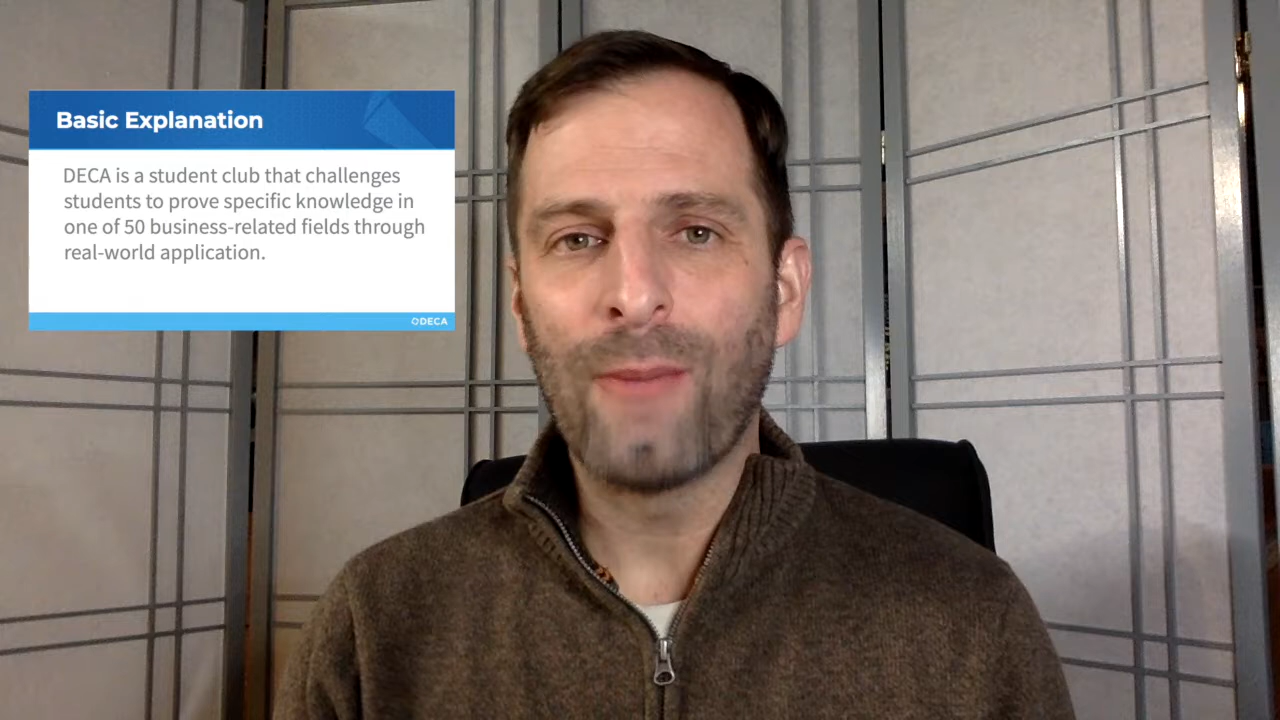 Basic Explanation
DECA is a student club that challenges
students to prove specific knowledge in
one of 50 business-related fields through
real-world application.
DECA